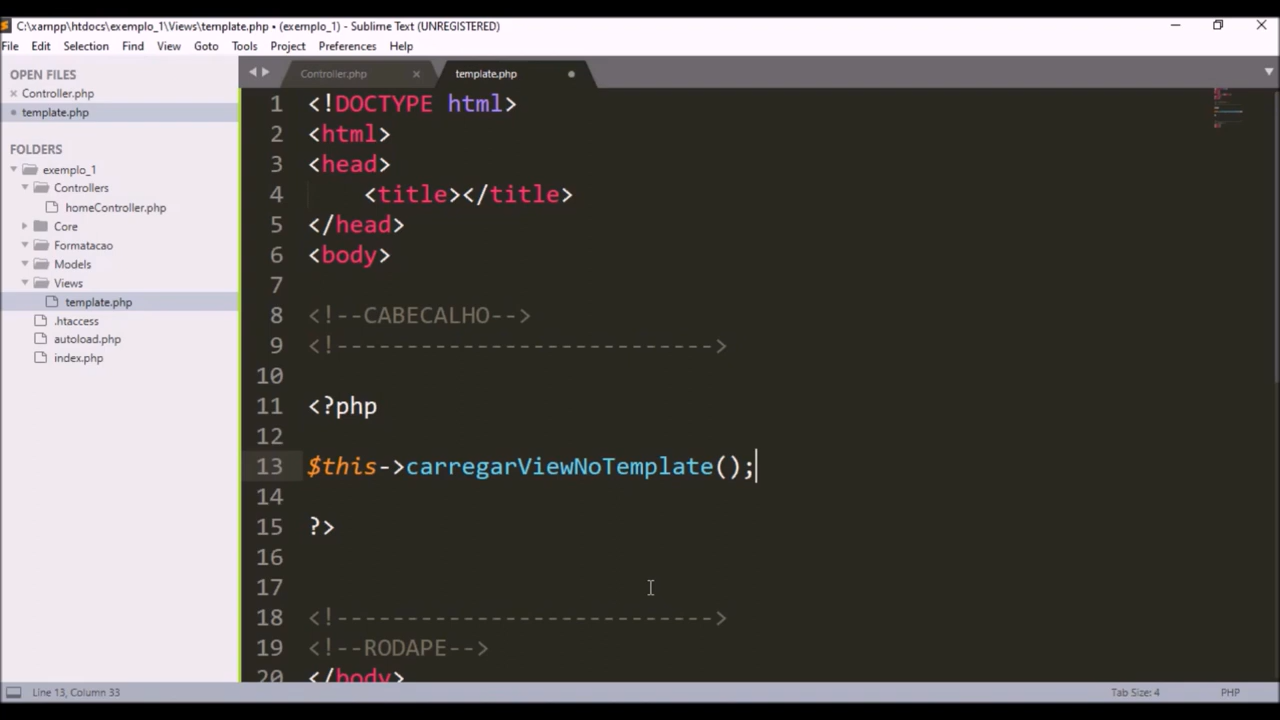 C:\xampp\htdocs\exemplo_1\Views\template.php • (exemplo_1) - Sublime Text (UNREGISTERED)
File Edit Selection Find View Goto Tools Project Preferences Help
OPEN FILES
Controller.php
template.php
FOLDERS
exemplo_1
Controllers
homeController.php
Core
Formatacao
Models
Views
template.php
.htaccess
autoload.php
index.php
Controller.php template.php
1 <!DOCTYPE html>
2 <html>
3 <head>
4 <title></title>
5 </head>
6 <body>
7
8 <!--CABECALHO-->
9 <!---------------------------->
10
11 <?php
12
13 $this->carregarViewNoTemplate();
14
15 ?>
16
17
18 <!---------------------------->
19 <!--RODAPE-->
20 </body>
Line 13, Column 33
Tab Size: 4 PHP